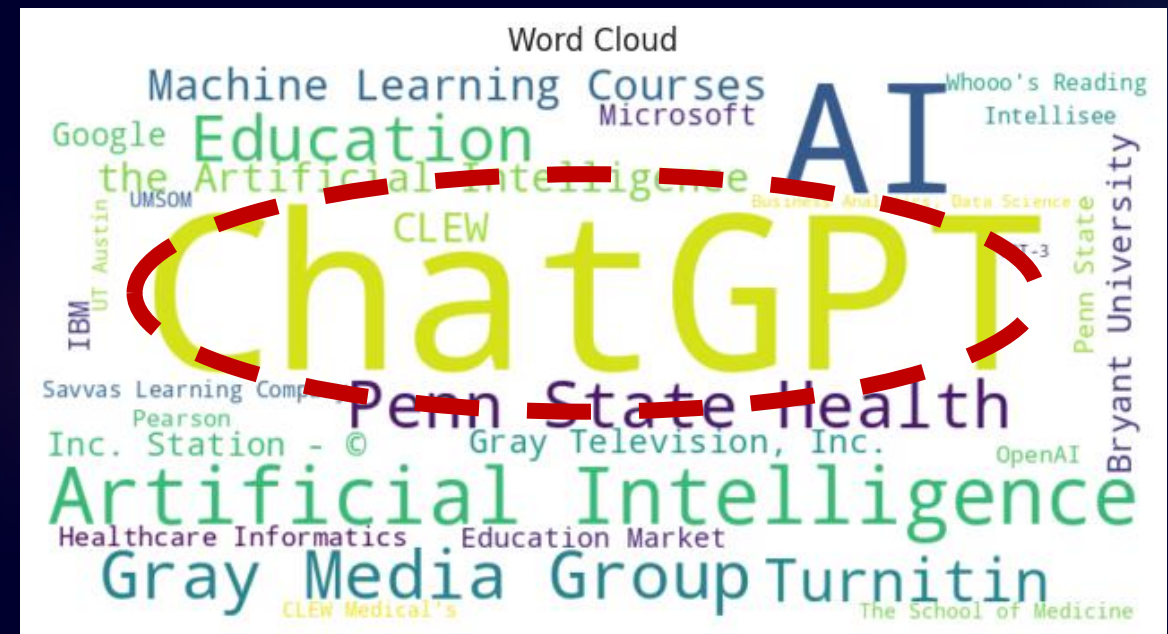 Word Cloud
Machine Learning Courses
AI
Whooo's Reading
Microsoft
Intellisee
Google
Education
the Artificial Intelligence
UMSOM
Business Analytics, Data Science
CLEW
ChatGPT
UT Austin
IBM
Penn State
Bryant University
Savvas Learning Company
Penn State Health
Pearson
Inc. Station - ©
Gray Television, Inc.
OpenAI
Artificial Intelligence
Healthcare Informatics
Education Market
Gray Media Group
Turnitin
CLEW Medical's
The School of Medicine